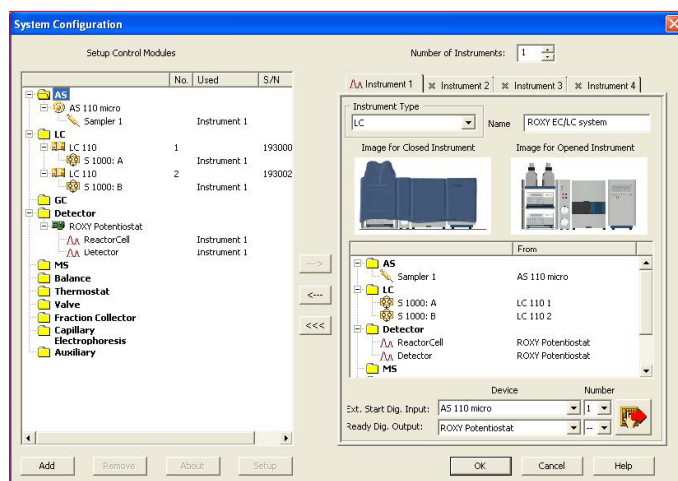 System Configuration
Setup Control Modules
Number of Instruments: 1
No. Used S/N
AS
AS 110 micro
Sampler 1 Instrument 1
LC
LC 110 1 193000
S 1000: A Instrument 1
LC 110 2 193002
S 1000: B Instrument 1
GC
Detector
ROXY Potentiostat
ReactorCell Instrument 1
Detector Instrument 1
MS
Balance
Thermostat
Valve
Fraction Collector
Capillary
Electrophoresis
Auxiliary
--->
<---
<<<
Add Remove About Setup
Instrument 1 Instrument 2 Instrument 3 Instrument 4
Instrument Type
LC Name ROXY EC/LC system
Image for Closed Instrument Image for Opened Instrument
From
AS
Sampler 1 AS 110 micro
LC
S 1000: A LC 110 1
S 1000: B LC 110 2
Detector
ReactorCell ROXY Potentiostat
Detector ROXY Potentiostat
MS
Device Number
Ext. Start Dig. Input: AS 110 micro 1
Ready Dig. Output: ROXY Potentiostat --
OK Cancel Help